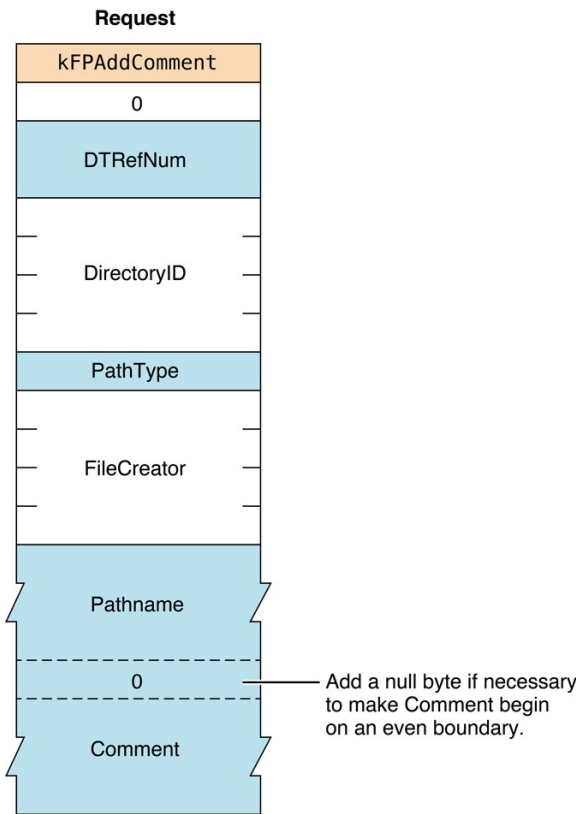 Request
kFPAddComment
0
DTRefNum
DirectoryID
PathType
FileCreator
Pathname
0
Add a null byte if necessary
to make Comment begin
on an even boundary.
Comment